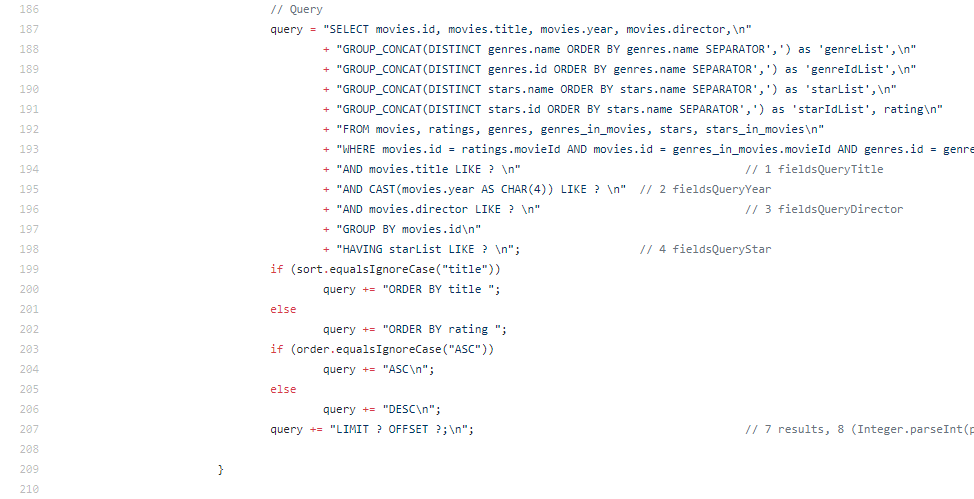 186 // Query
187 query = "SELECT movies.id, movies.title, movies.year, movies.director,\n"
188 + "GROUP_CONCAT(DISTINCT genres.name ORDER BY genres.name SEPARATOR',') as 'genreList',\n"
189 + "GROUP_CONCAT(DISTINCT genres.id ORDER BY genres.name SEPARATOR',') as 'genreIdList',\n"
190 + "GROUP_CONCAT(DISTINCT stars.name ORDER BY stars.name SEPARATOR',') as 'starList',\n"
191 + "GROUP_CONCAT(DISTINCT stars.id ORDER BY stars.name SEPARATOR',') as 'starIdList', rating\n"
192 + "FROM movies, ratings, genres, genres_in_movies, stars, stars_in_movies\n"
193 + "WHERE movies.id = ratings.movieId AND movies.id = genres_in_movies.movieId AND genres.id = genre
194 + "AND movies.title LIKE ? \n" // 1 fieldsQueryTitle
195 + "AND CAST(movies.year AS CHAR(4)) LIKE ? \n" // 2 fieldsQueryYear
196 + "AND movies.director LIKE ? \n" // 3 fieldsQueryDirector
197 + "GROUP BY movies.id\n"
198 + "HAVING starList LIKE ? \n"; // 4 fieldsQueryStar
199 if (sort.equalsIgnoreCase("title"))
200 query += "ORDER BY title ";
201 else
202 query += "ORDER BY rating ";
203 if (order.equalsIgnoreCase("ASC"))
204 query += "ASC\n";
205 else
206 query += "DESC\n";
207 query += "LIMIT ? OFFSET ?;\n"; // 7 results, 8 (Integer.parseInt(p
208
209 }
210